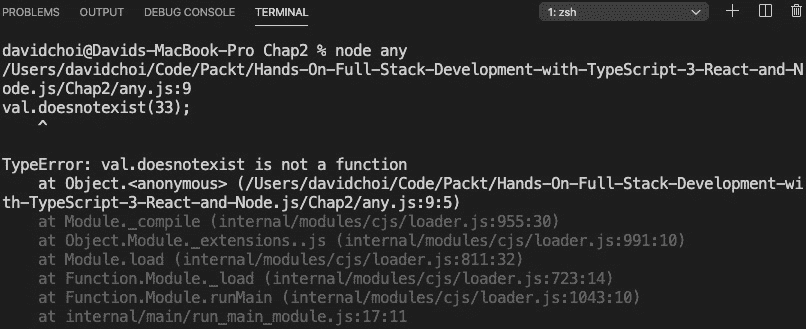 PROBLEMS OUTPUT DEBUG CONSOLE TERMINAL 1: zsh
davidchoi@Davids-MacBook-Pro Chap2 % node any
/Users/davidchoi/Code/Packt/Hands-On-Full-Stack-Development-with-TypeScript-3-React-and-N
ode.js/Chap2/any.js:9
val.doesnotexist(33);
    ^
TypeError: val.doesnotexist is not a function
    at Object.<anonymous> (/Users/davidchoi/Code/Packt/Hands-On-Full-Stack-Development-wi
th-TypeScript-3-React-and-Node.js/Chap2/any.js:9:5)
    at Module._compile (internal/modules/cjs/loader.js:955:30)
    at Object.Module._extensions..js (internal/modules/cjs/loader.js:991:10)
    at Module.load (internal/modules/cjs/loader.js:811:32)
    at Function.Module._load (internal/modules/cjs/loader.js:723:14)
    at Function.Module.runMain (internal/modules/cjs/loader.js:1043:10)
    at internal/main/run_main_module.js:17:11